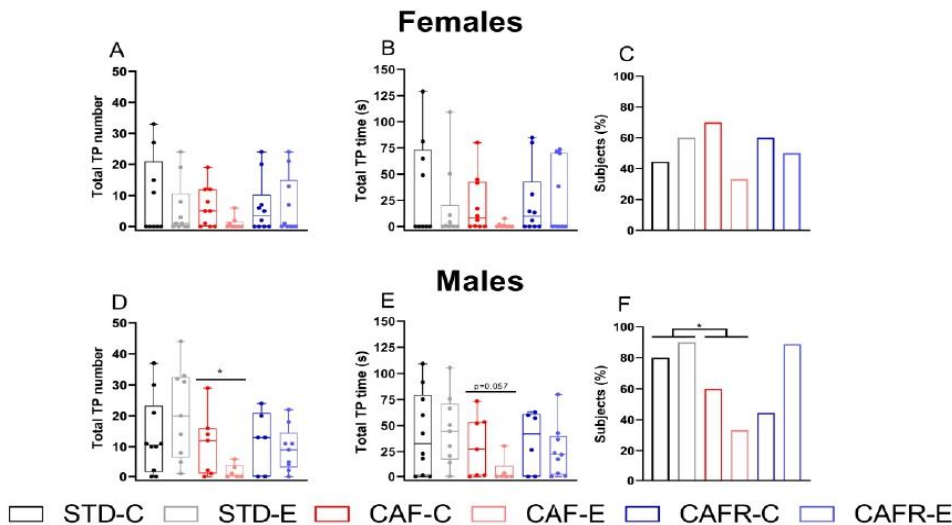 Females
A
B
C
Total TP number
50
40
30
20
10
0
Total TP time (s)
150
125
100
75
50
25
0
Subjects (%)
100
80
60
40
20
0
Males
D
E
F
Total TP number
50
40
30
20
10
0
*
Total TP time (s)
150
125
100
75
50
25
0
p=0.057
Subjects (%)
100
80
60
40
20
0
*
STD-C STD-E CAF-C CAF-E CAFR-C CAFR-E